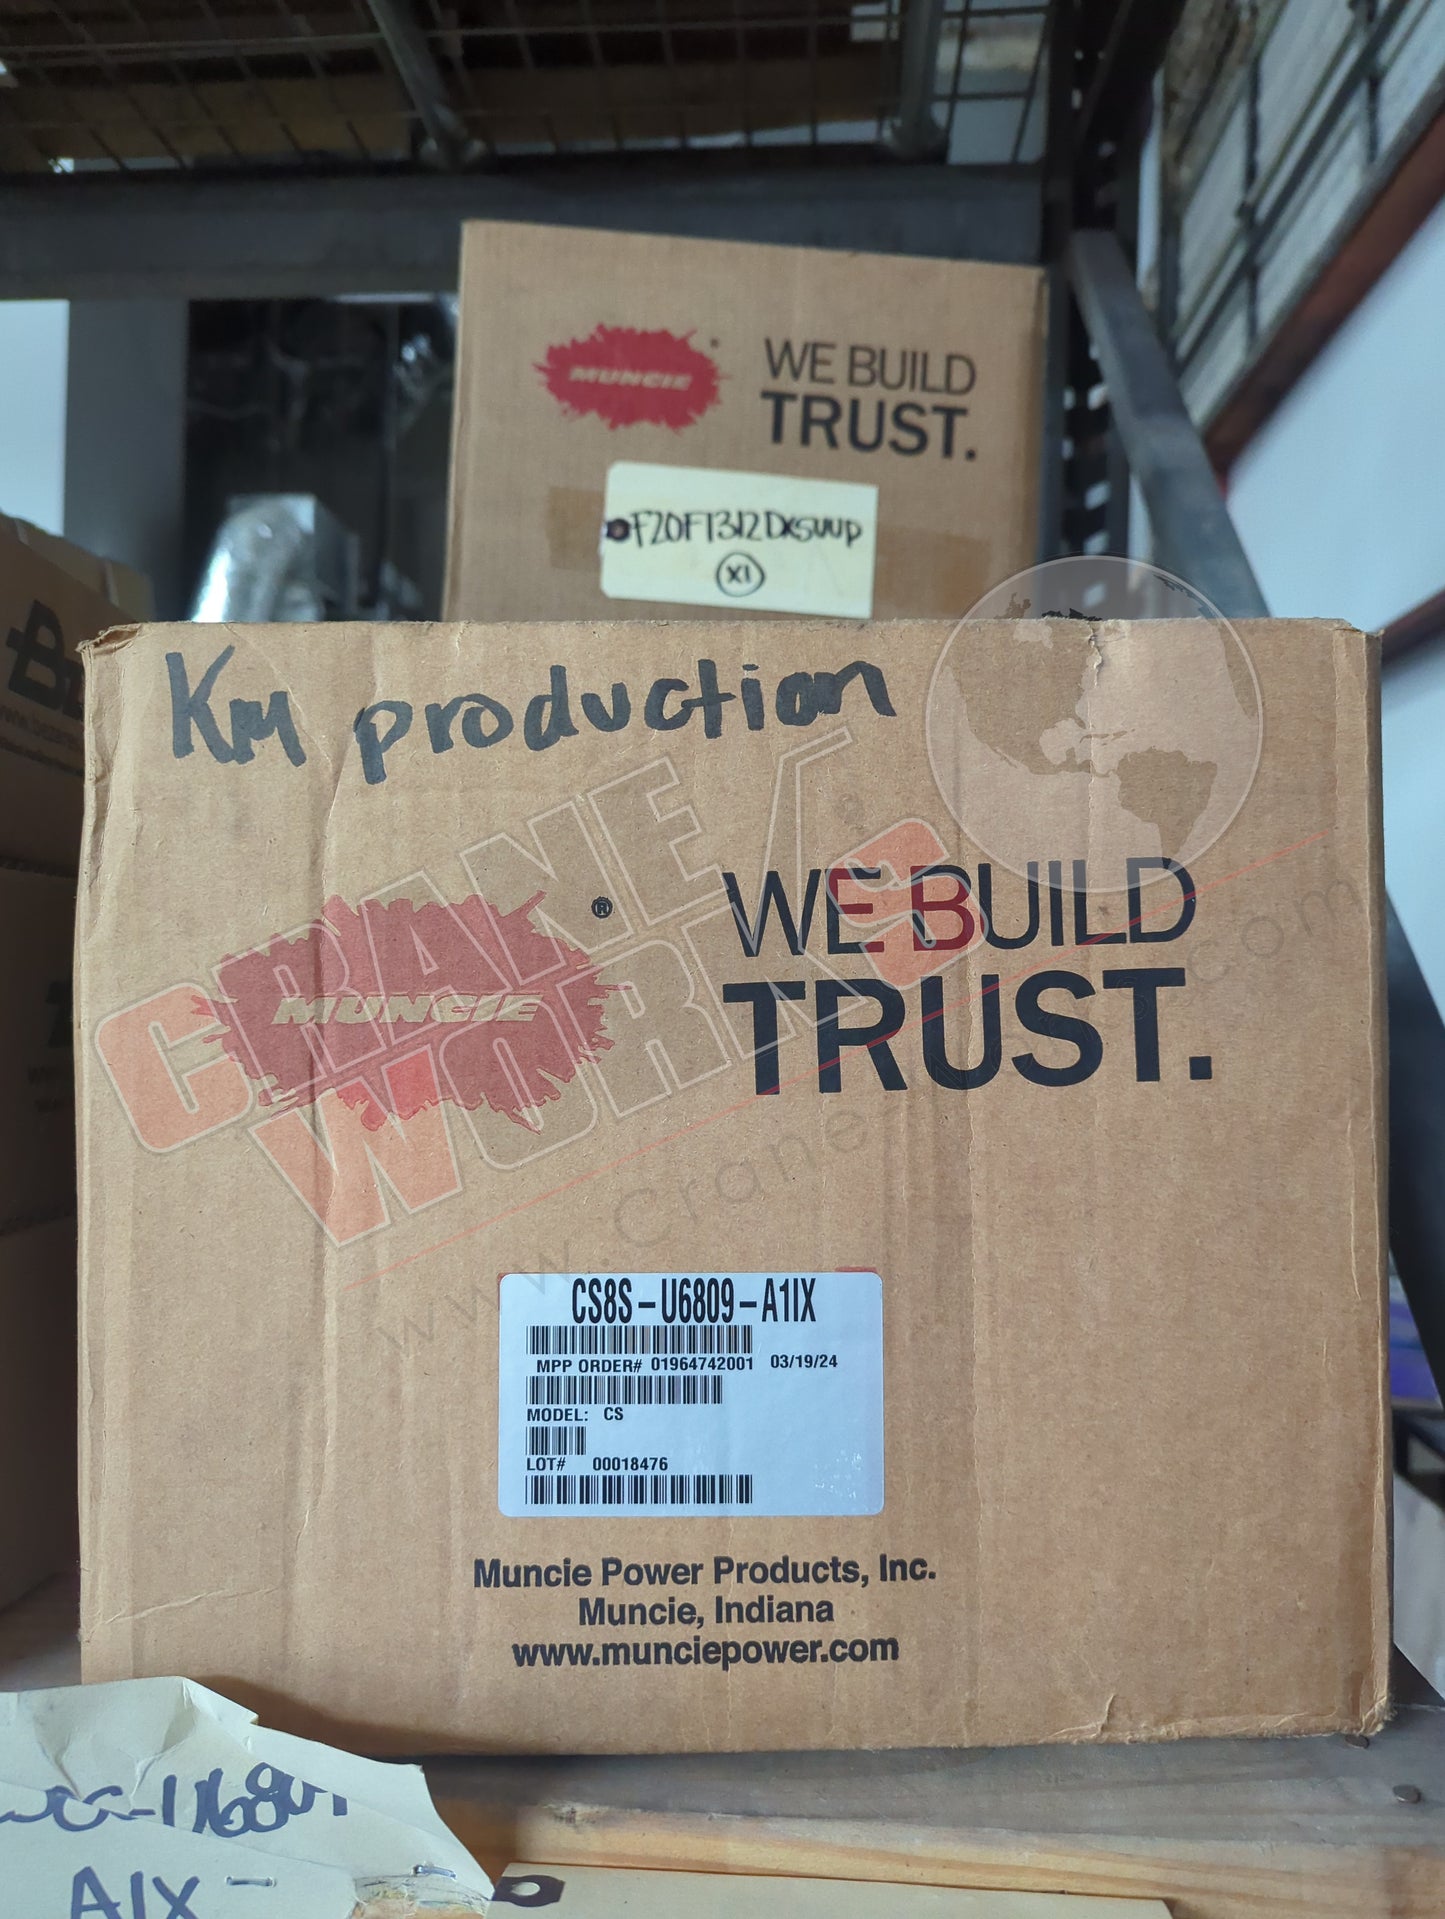 MUNCIE
WE BUILD
TRUST.
F20F1312DXSUUP
X1
Km production
CRANE
WORKS
MUNCIE
®
WE BUILD
TRUST.
CS8S-U6809-A1IX
MPP ORDER# 01964742001 03/19/24
MODEL: CS
LOT# 00018476
Muncie Power Products, Inc.
Muncie, Indiana
www.munciepower.com
A1X-